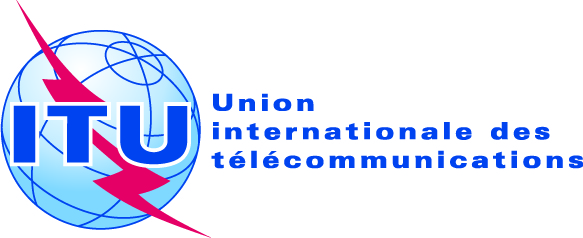 ITU
Union
internationale des
télécommunications